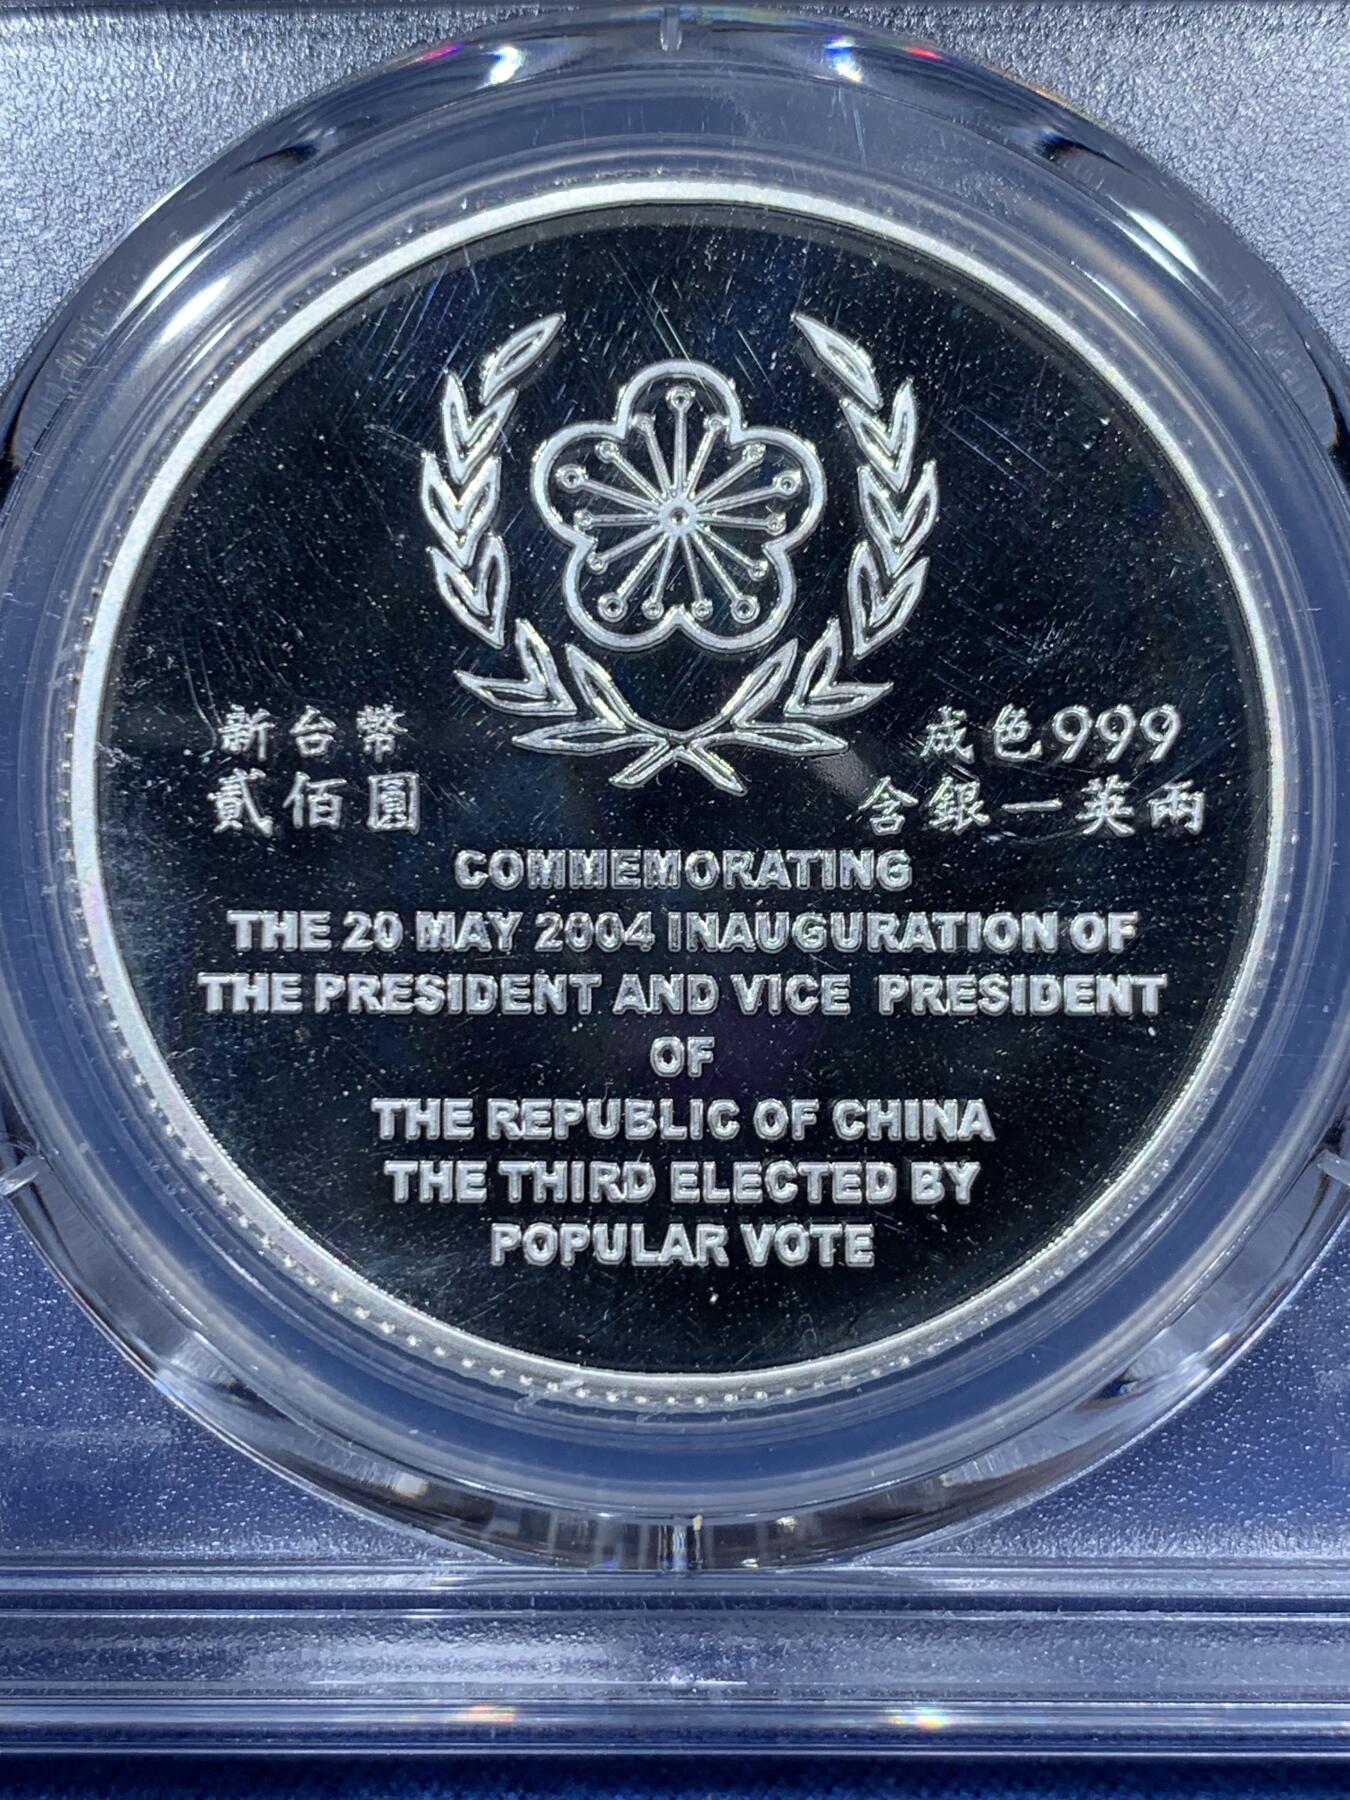 新台幣
貳佰圓
成色999
含銀一英兩
COMMEMORATING
THE 20 MAY 2004 INAUGURATION OF
THE PRESIDENT AND VICE PRESIDENT
OF
THE REPUBLIC OF CHINA
THE THIRD ELECTED BY
POPULAR VOTE